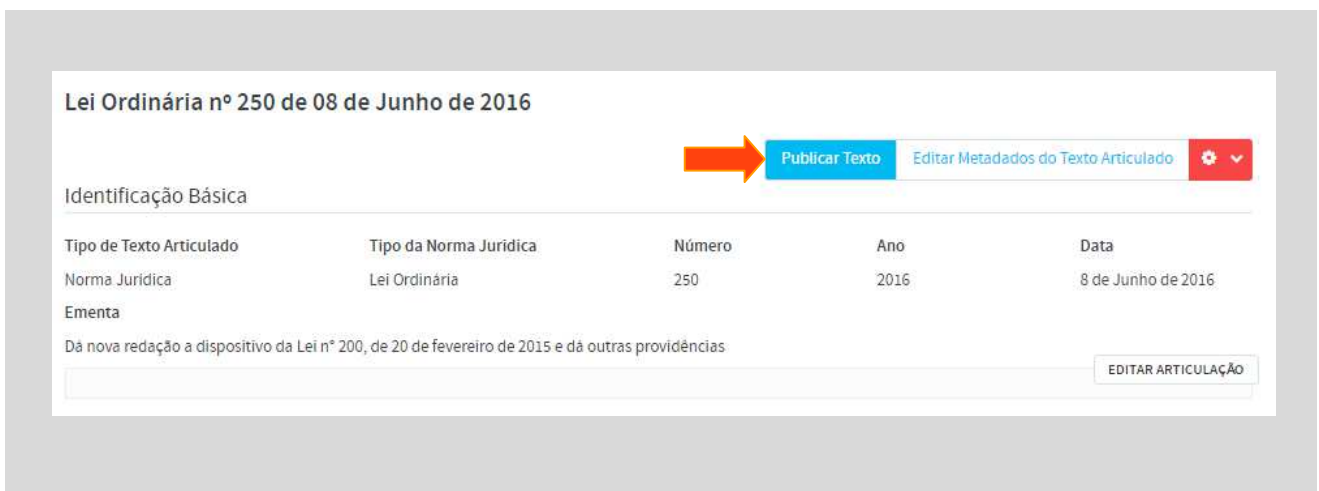 Lei Ordinária nº 250 de 08 de Junho de 2016
Publicar Texto Editar Metadados do Texto Articulado
Identificação Básica
Tipo de Texto Articulado Tipo da Norma Jurídica Número Ano Data
Norma Jurídica Lei Ordinária 250 2016 8 de Junho de 2016
Ementa
Dá nova redação a dispositivo da Lei n° 200, de 20 de fevereiro de 2015 e dá outras providências
EDITAR ARTICULAÇÃO